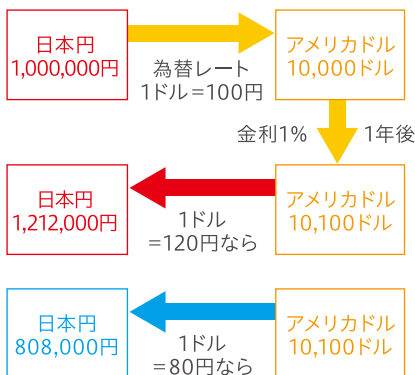 日本円
1,000,000円
為替レート
1ドル=100円
アメリカドル
10,000ドル
金利1%
1年後
日本円
1,212,000円
1ドル
=120円なら
アメリカドル
10,100ドル
日本円
808,000円
1ドル
=80円なら
アメリカドル
10,100ドル